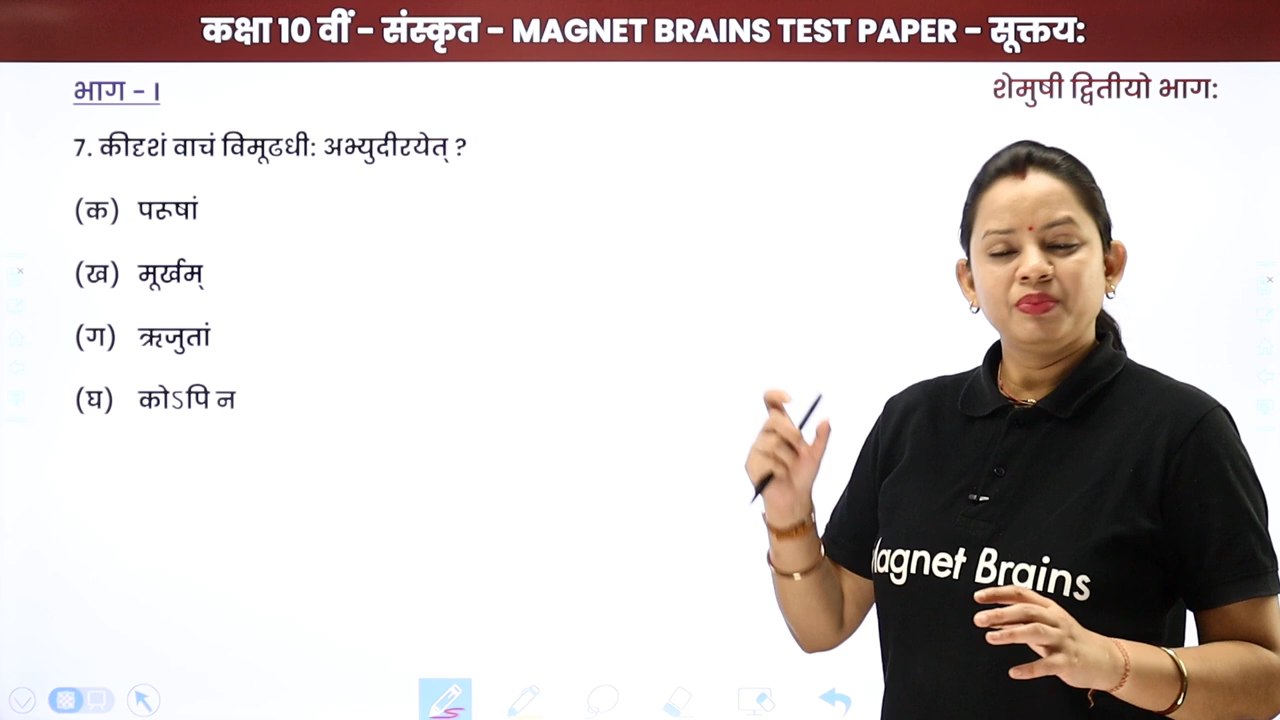 कक्षा 10 वीं - संस्कृत - MAGNET BRAINS TEST PAPER - सूक्तय:
भाग - I
शेमुषी द्वितीयो भाग:
7. कीदृशं वाचं विमूढधी: अभ्युदीरयेत् ?
(क) परूषां
(ख) मूर्खम्
(ग) ऋजुतां
(घ) कोऽपि न
Magnet Brains